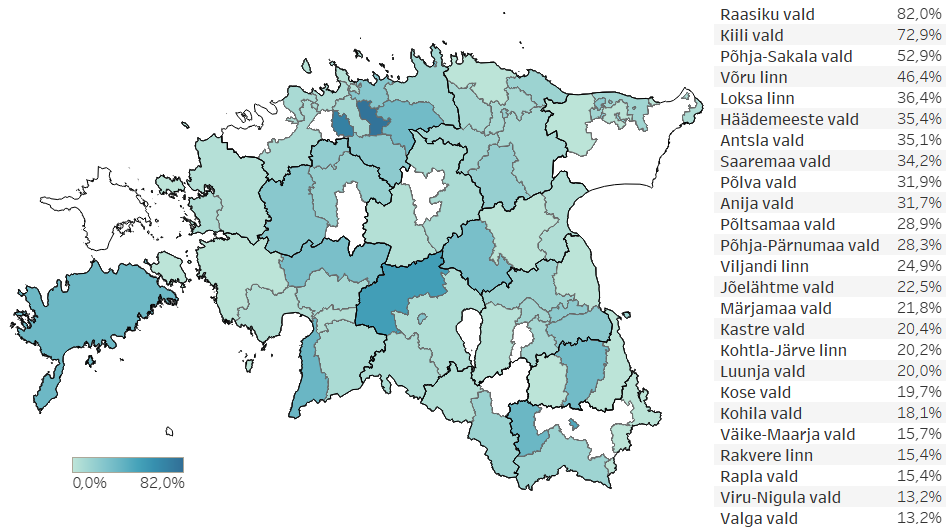 Raasiku vald 82,0%
Kiili vald 72,9%
Põhja-Sakala vald 52,9%
Võru linn 46,4%
Loksa linn 36,4%
Häädemeeste vald 35,4%
Antsla vald 35,1%
Saaremaa vald 34,2%
Põlva vald 31,9%
Anija vald 31,7%
Põltsamaa vald 28,9%
Põhja-Pärnumaa vald 28,3%
Viljandi linn 24,9%
Jõelähtme vald 22,5%
Märjamaa vald 21,8%
Kastre vald 20,4%
Kohtla-Järve linn 20,2%
Luunja vald 20,0%
Kose vald 19,7%
Kohila vald 18,1%
Väike-Maarja vald 15,7%
Rakvere linn 15,4%
Rapla vald 15,4%
Viru-Nigula vald 13,2%
Valga vald 13,2%
0,0% 82,0%